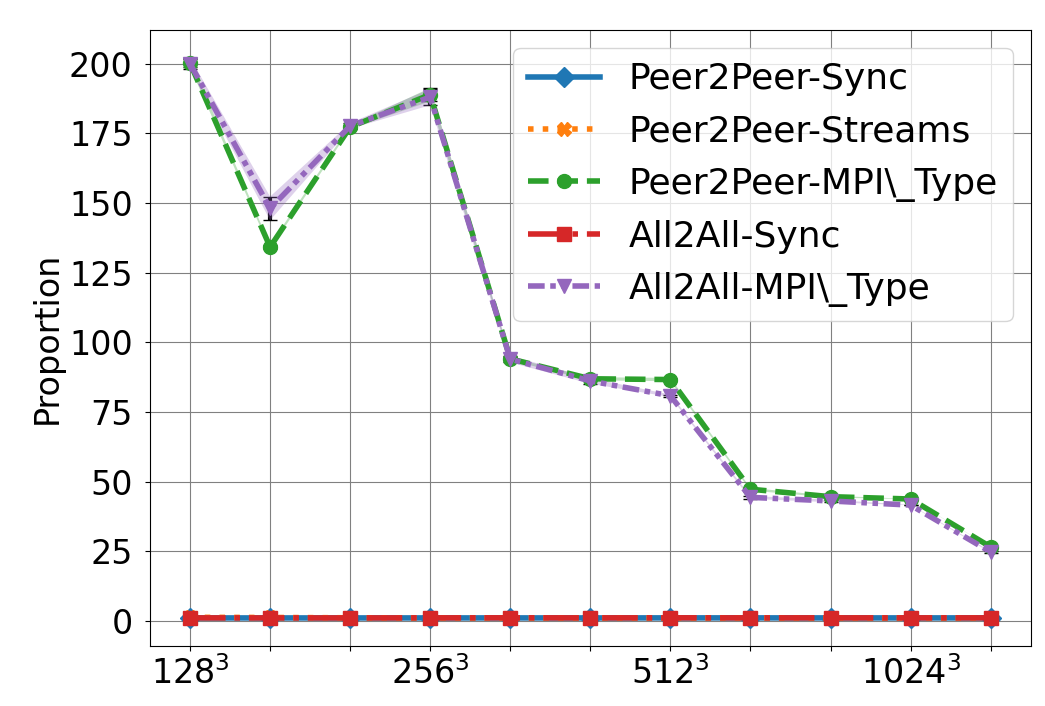 200
175
150
125
100
75
50
25
0
Proportion
Peer2Peer-Sync
Peer2Peer-Streams
Peer2Peer-MPI\_Type
All2All-Sync
All2All-MPI\_Type
128³ 256³ 512³ 1024³